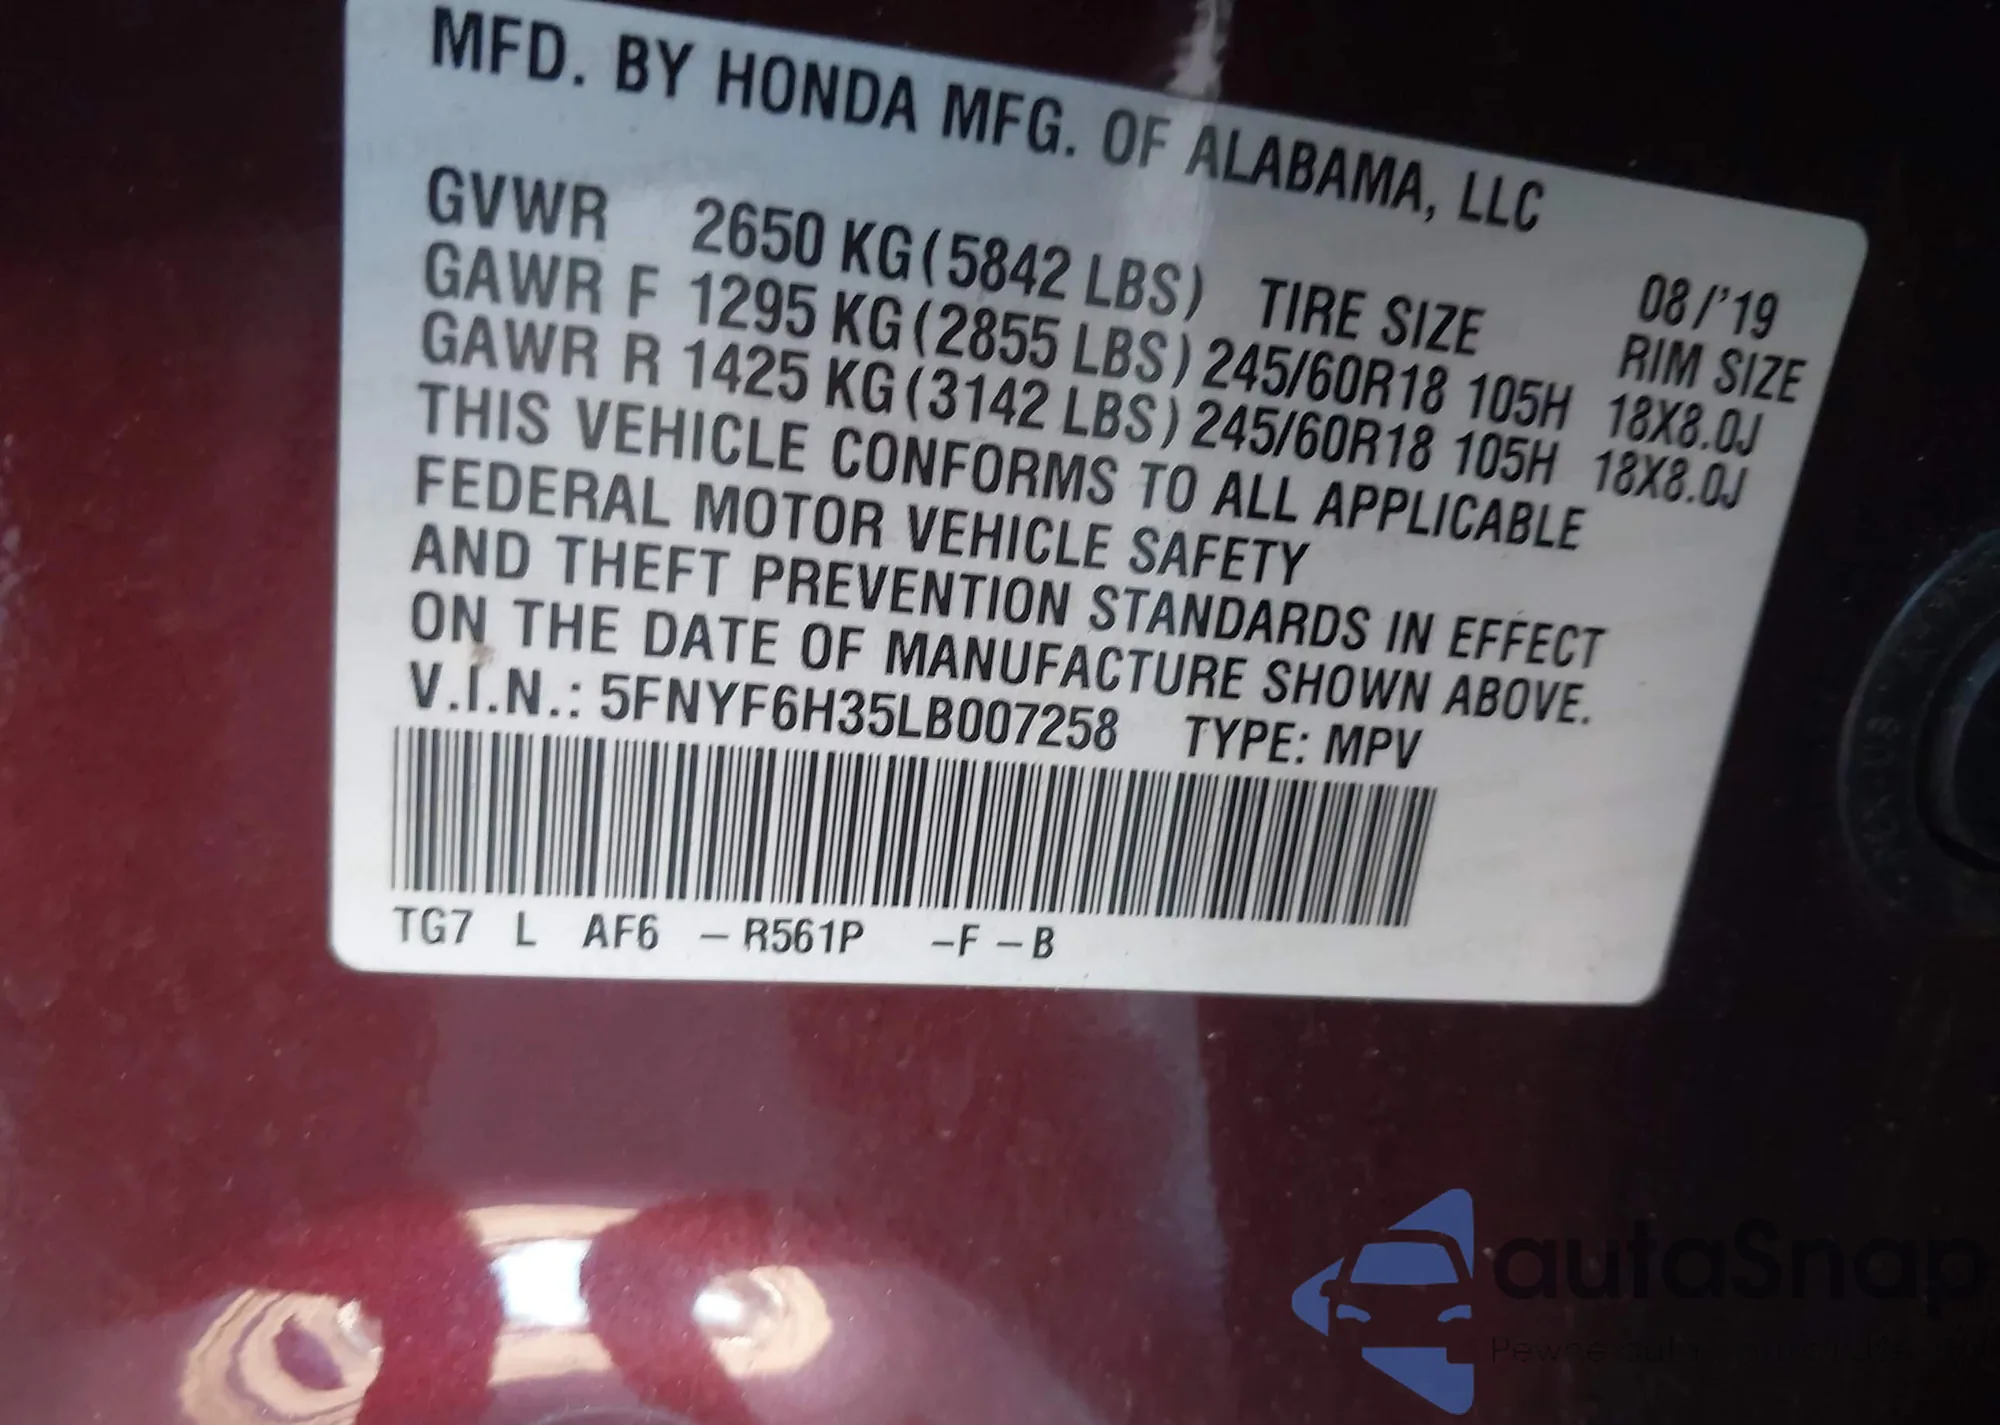 MFD. BY HONDA MFG. OF ALABAMA, LLC
08/'19
GVWR 2650 KG (5842 LBS) TIRE SIZE RIM SIZE
GAWR F 1295 KG (2855 LBS) 245/60R18 105H 18X8.0J
GAWR R 1425 KG (3142 LBS) 245/60R18 105H 18X8.0J
THIS VEHICLE CONFORMS TO ALL APPLICABLE
FEDERAL MOTOR VEHICLE SAFETY
AND THEFT PREVENTION STANDARDS IN EFFECT
ON THE DATE OF MANUFACTURE SHOWN ABOVE.
V.I.N.: 5FNYF6H35LB007258 TYPE: MPV
TG7 L AF6 –R561P –F –B
autaSnap
Pewne